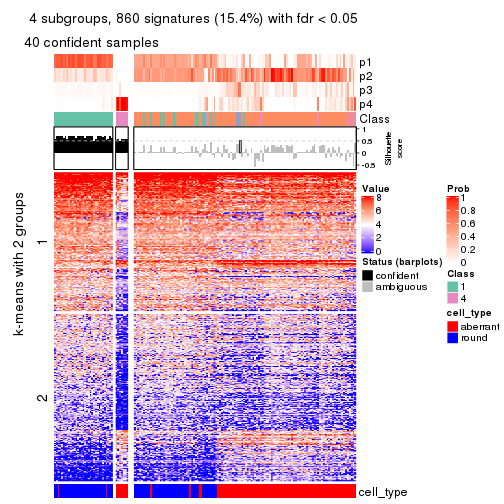 4 subgroups, 860 signatures (15.4%) with fdr < 0.05
40 confident samples
p1
p2
p3
p4
Class
1
0.5
0
-0.5
Silhouette
score
k-means with 2 groups
1
2
cell_type
Value
8
6
4
2
0
Status (barplots)
confident
ambiguous
Prob
1
0.8
0.6
0.4
0.2
0
Class
1
4
cell_type
aberrant
round